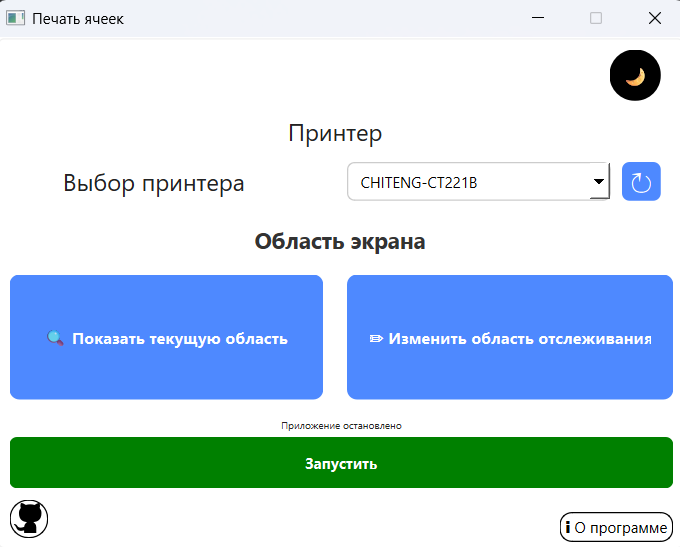 Печать ячеек
Принтер
Выбор принтера
CHITENG-CT221B
Область экрана
🔍 Показать текущую область
✏ Изменить область отслеживания
Приложение остановлено
Запустить
ℹ О программе